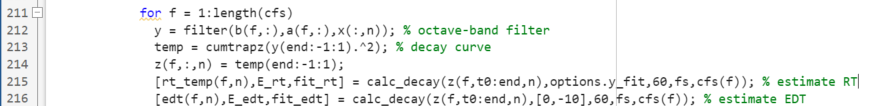 211 for f = 1:length(cfs)
212 y = filter(b(f,:),a(f,:),x(:,n)); % octave-band filter
213 temp = cumtrapz(y(end:-1:1).^2); % decay curve
214 z(f,:,n) = temp(end:-1:1);
215 [rt_temp(f,n),E_rt,fit_rt] = calc_decay(z(f,t0:end,n),options.y_fit,60,fs,cfs(f)); % estimate RT
216 [edt(f,n),E_edt,fit_edt] = calc_decay(z(f,t0:end,n),[0,-10],60,fs,cfs(f)); % estimate EDT